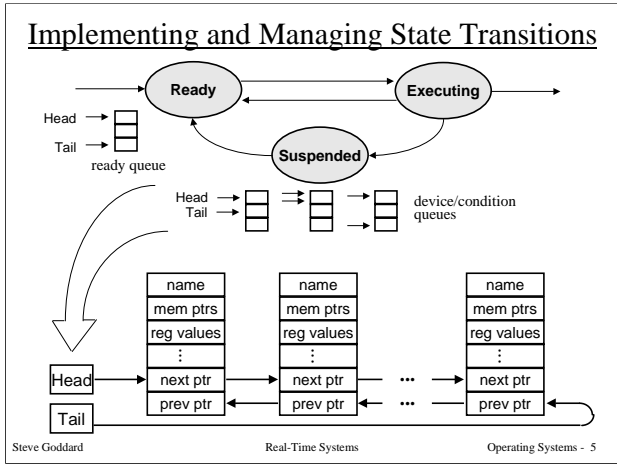 Implementing and Managing State Transitions
Ready
Executing
Suspended
Head
Tail
ready queue
Head
Tail
device/condition
queues
name name name
mem ptrs mem ptrs mem ptrs
reg values reg values reg values
⋮ ⋮ ⋮
Head next ptr next ptr ••• next ptr
Tail prev ptr prev ptr ••• prev ptr
Steve Goddard Real-Time Systems Operating Systems - 5